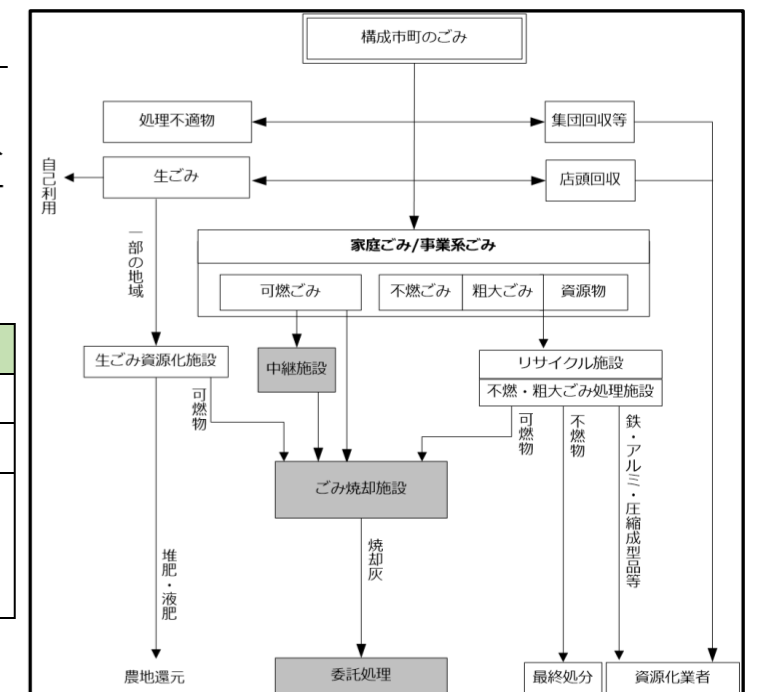 構成市町のごみ
処理不適物
集団回収等
生ごみ
店頭回収
自己利用
一部の地域
家庭ごみ/事業系ごみ
可燃ごみ
不燃ごみ
粗大ごみ
資源物
生ごみ資源化施設
中継施設
リサイクル施設
不燃・粗大ごみ処理施設
可燃物
可燃物
不燃物
鉄・アルミ・圧縮成型品等
ごみ焼却施設
焼却灰
堆肥・液肥
農地還元
委託処理
最終処分
資源化業者